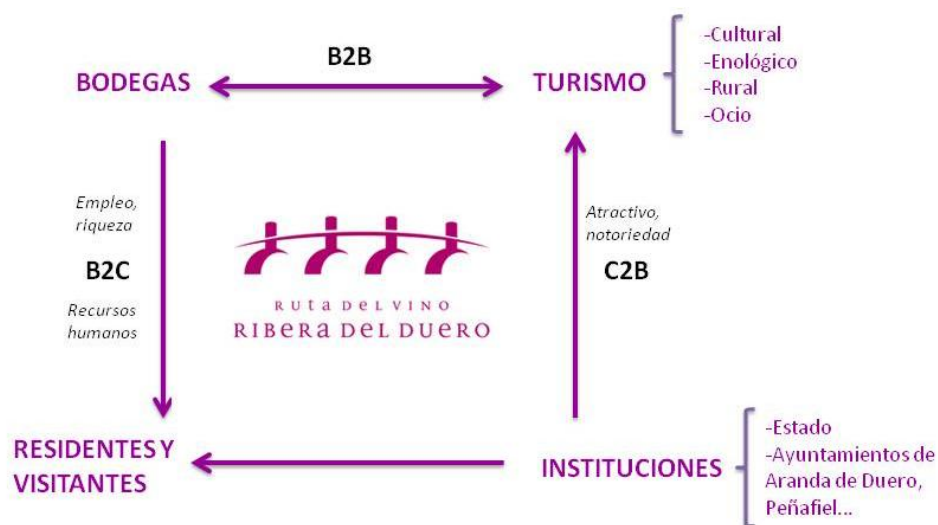 B2B
BODEGAS
TURISMO
-Cultural
-Enológico
-Rural
-Ocio
Empleo,
riqueza
B2C
Recursos
humanos
RUTA DEL VINO
RIBERA DEL DUERO
Atractivo,
notoriedad
C2B
RESIDENTES Y
VISITANTES
INSTITUCIONES
-Estado
-Ayuntamientos de
Aranda de Duero,
Peñafiel...